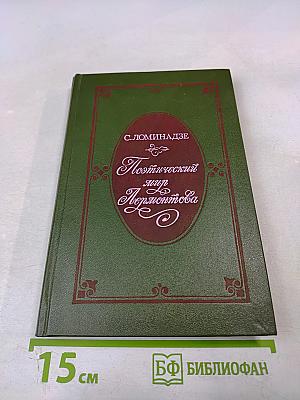 С. ЛОМИНАДЗЕ
Поэтический
мир
Лермонтова
15 см
БФ БИБЛИОФАН